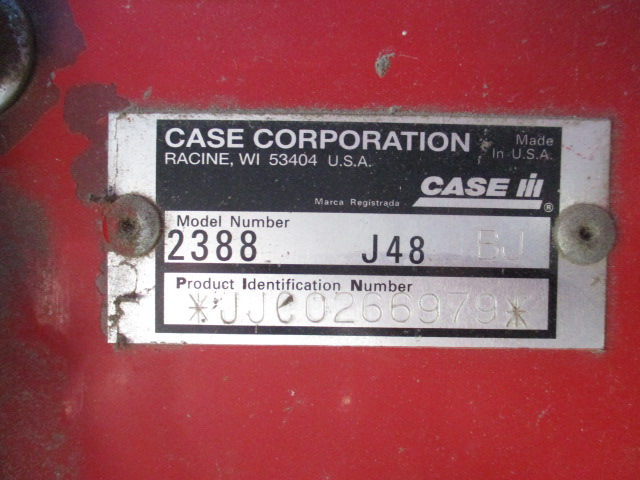 CASE CORPORATION
RACINE, WI 53404 U.S.A.
Made
In U.S.A.
CASE IH
Marca Registrada ®
Model Number
2388 J48 BJ
Product Identification Number
*JJC0266979*